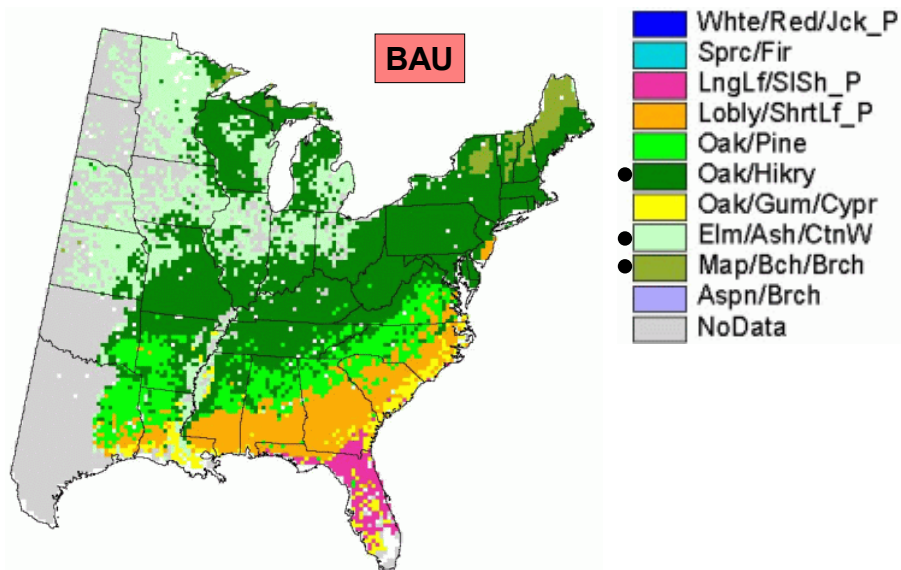 BAU
Whte/Red/Jck_P
Sprc/Fir
LngLf/SlSh_P
Lobly/ShrtLf_P
Oak/Pine
Oak/Hikry
Oak/Gum/Cypr
Elm/Ash/CtnW
Map/Bch/Brch
Aspn/Brch
NoData